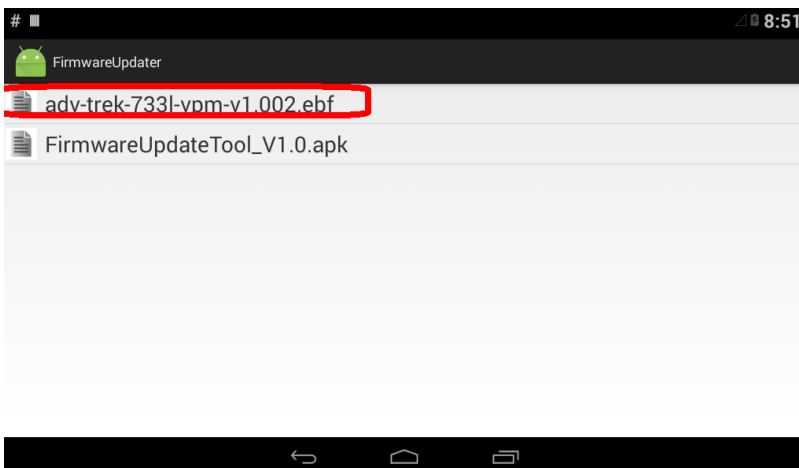 # 8:51
FirmwareUpdater
adv-trek-733l-vpm-v1.002.ebf
FirmwareUpdateTool_V1.0.apk